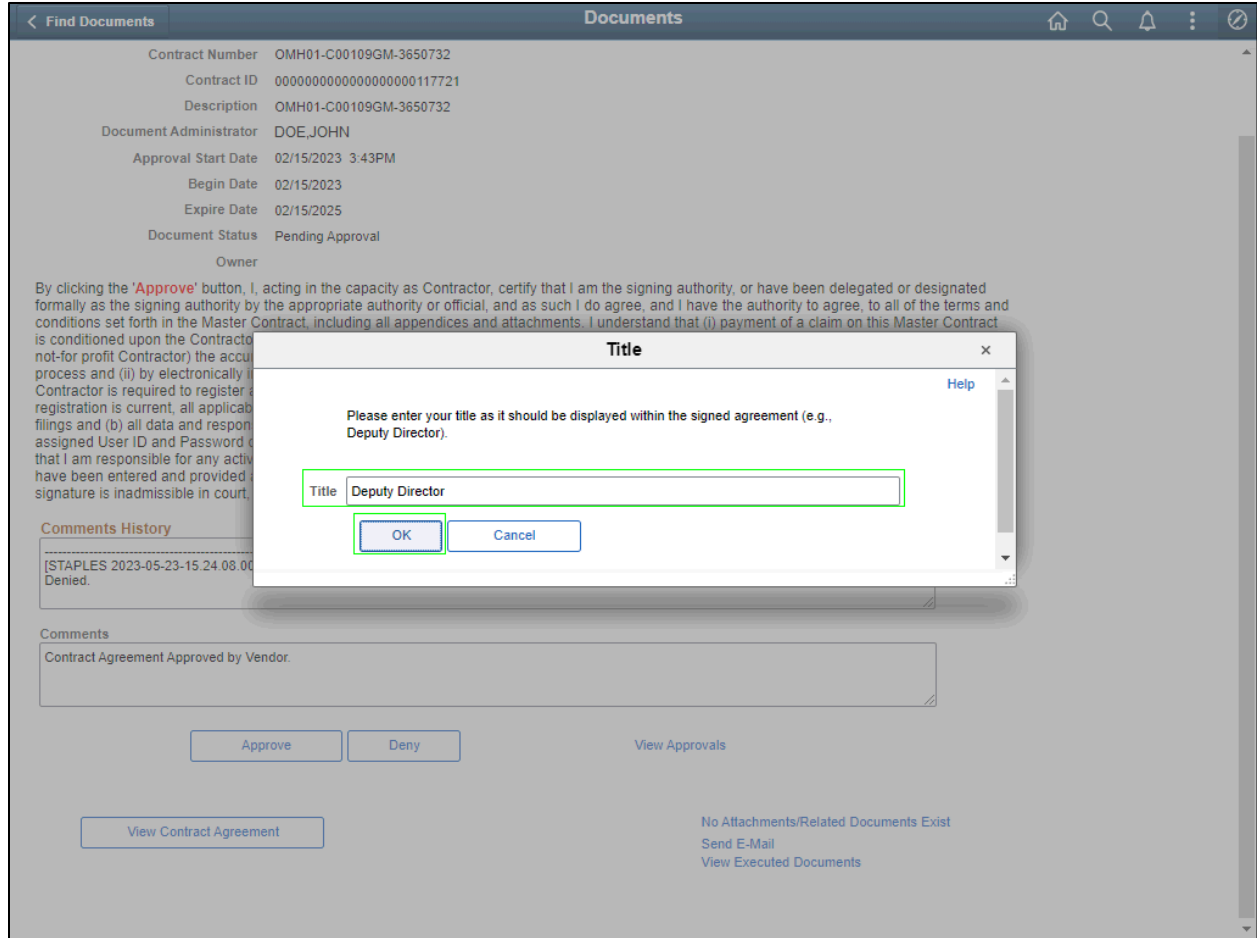 Find Documents
Documents
Contract Number OMH01-C00109GM-3650732
Contract ID 0000000000000000000117721
Description OMH01-C00109GM-3650732
Document Administrator DOE,JOHN
Approval Start Date 02/15/2023 3:43PM
Begin Date 02/15/2023
Expire Date 02/15/2025
Document Status Pending Approval
Owner
By clicking the 'Approve' button, I, acting in the capacity as Contractor, certify that I am the signing authority, or have been delegated or designated
formally as the signing authority by the appropriate authority or official, and as such I do agree, and I have the authority to agree, to all of the terms and
conditions set forth in the Master Contract, including all appendices and attachments. I understand that (i) payment of a claim on this Master Contract
is conditioned upon the Contracto
not-for profit Contractor) the accu
process and (ii) by electronically i
Contractor is required to register a
registration is current, all applicab
filings and (b) all data and respon
assigned User ID and Password o
that I am responsible for any activ
have been entered and provided a
signature is inadmissible in court,
Title
Help
Please enter your title as it should be displayed within the signed agreement (e.g.,
Deputy Director).
Title Deputy Director
OK Cancel
Comments History
[STAPLES 2023-05-23-15.24.08.00
Denied.
Comments
Contract Agreement Approved by Vendor.
Approve Deny View Approvals
View Contract Agreement
No Attachments/Related Documents Exist
Send E-Mail
View Executed Documents